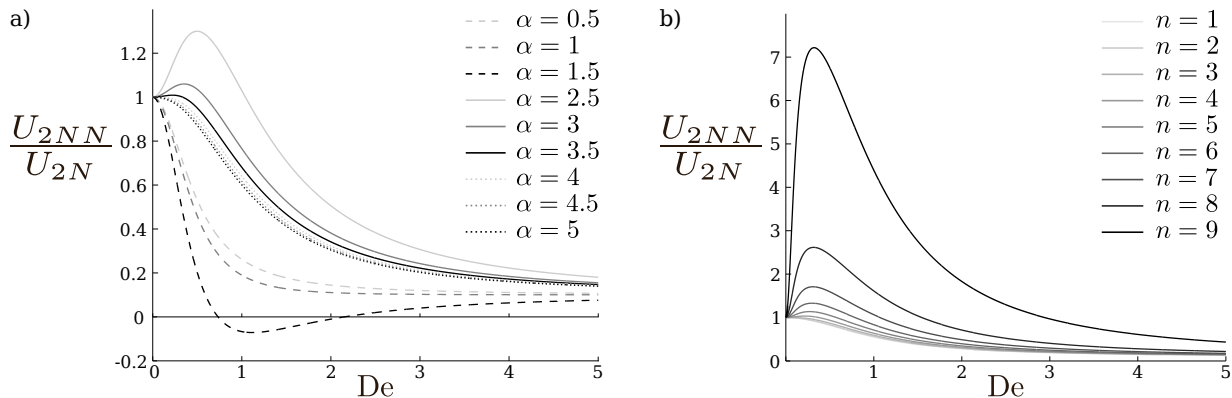 a)
U_{2NN}
U_{2N}
1.2
1
0.8
0.6
0.4
0.2
0
-0.2
0 1 2 3 4 5
De
α = 0.5
α = 1
α = 1.5
α = 2.5
α = 3
α = 3.5
α = 4
α = 4.5
α = 5
b)
U_{2NN}
U_{2N}
7
6
5
4
3
2
1
0
1 2 3 4 5
De
n = 1
n = 2
n = 3
n = 4
n = 5
n = 6
n = 7
n = 8
n = 9